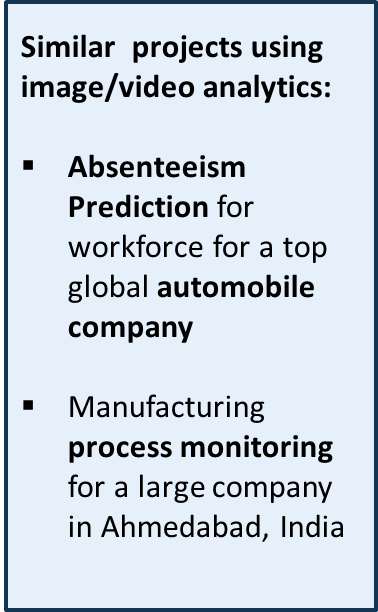 Similar projects using
image/video analytics:
▪ Absenteeism
Prediction for
workforce for a top
global automobile
company
▪ Manufacturing
process monitoring
for a large company
in Ahmedabad, India